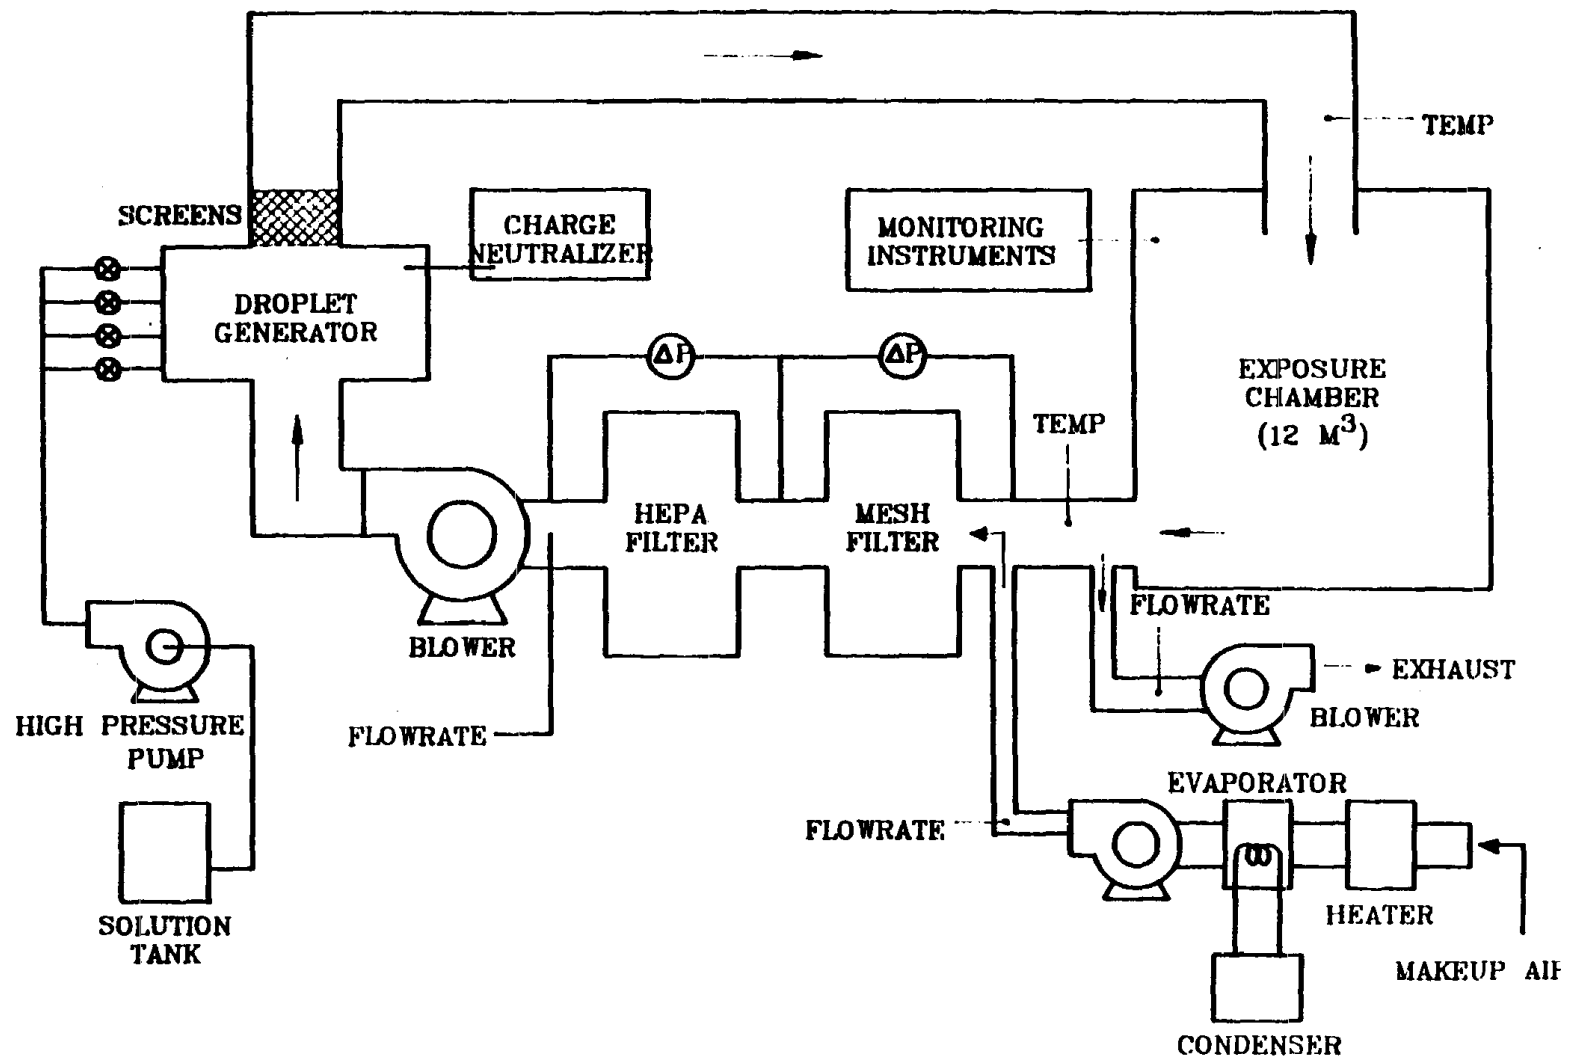 TEMP
SCREENS
CHARGE
NEUTRALIZER
MONITORING
INSTRUMENTS
DROPLET
GENERATOR
ΔP
ΔP
EXPOSURE
CHAMBER
(12 M³)
TEMP
HEPA
FILTER
MESH
FILTER
FLOWRATE
BLOWER
EXHAUST
BLOWER
HIGH PRESSURE
PUMP
FLOWRATE
EVAPORATOR
FLOWRATE
SOLUTION
TANK
HEATER
MAKEUP AIR
CONDENSER